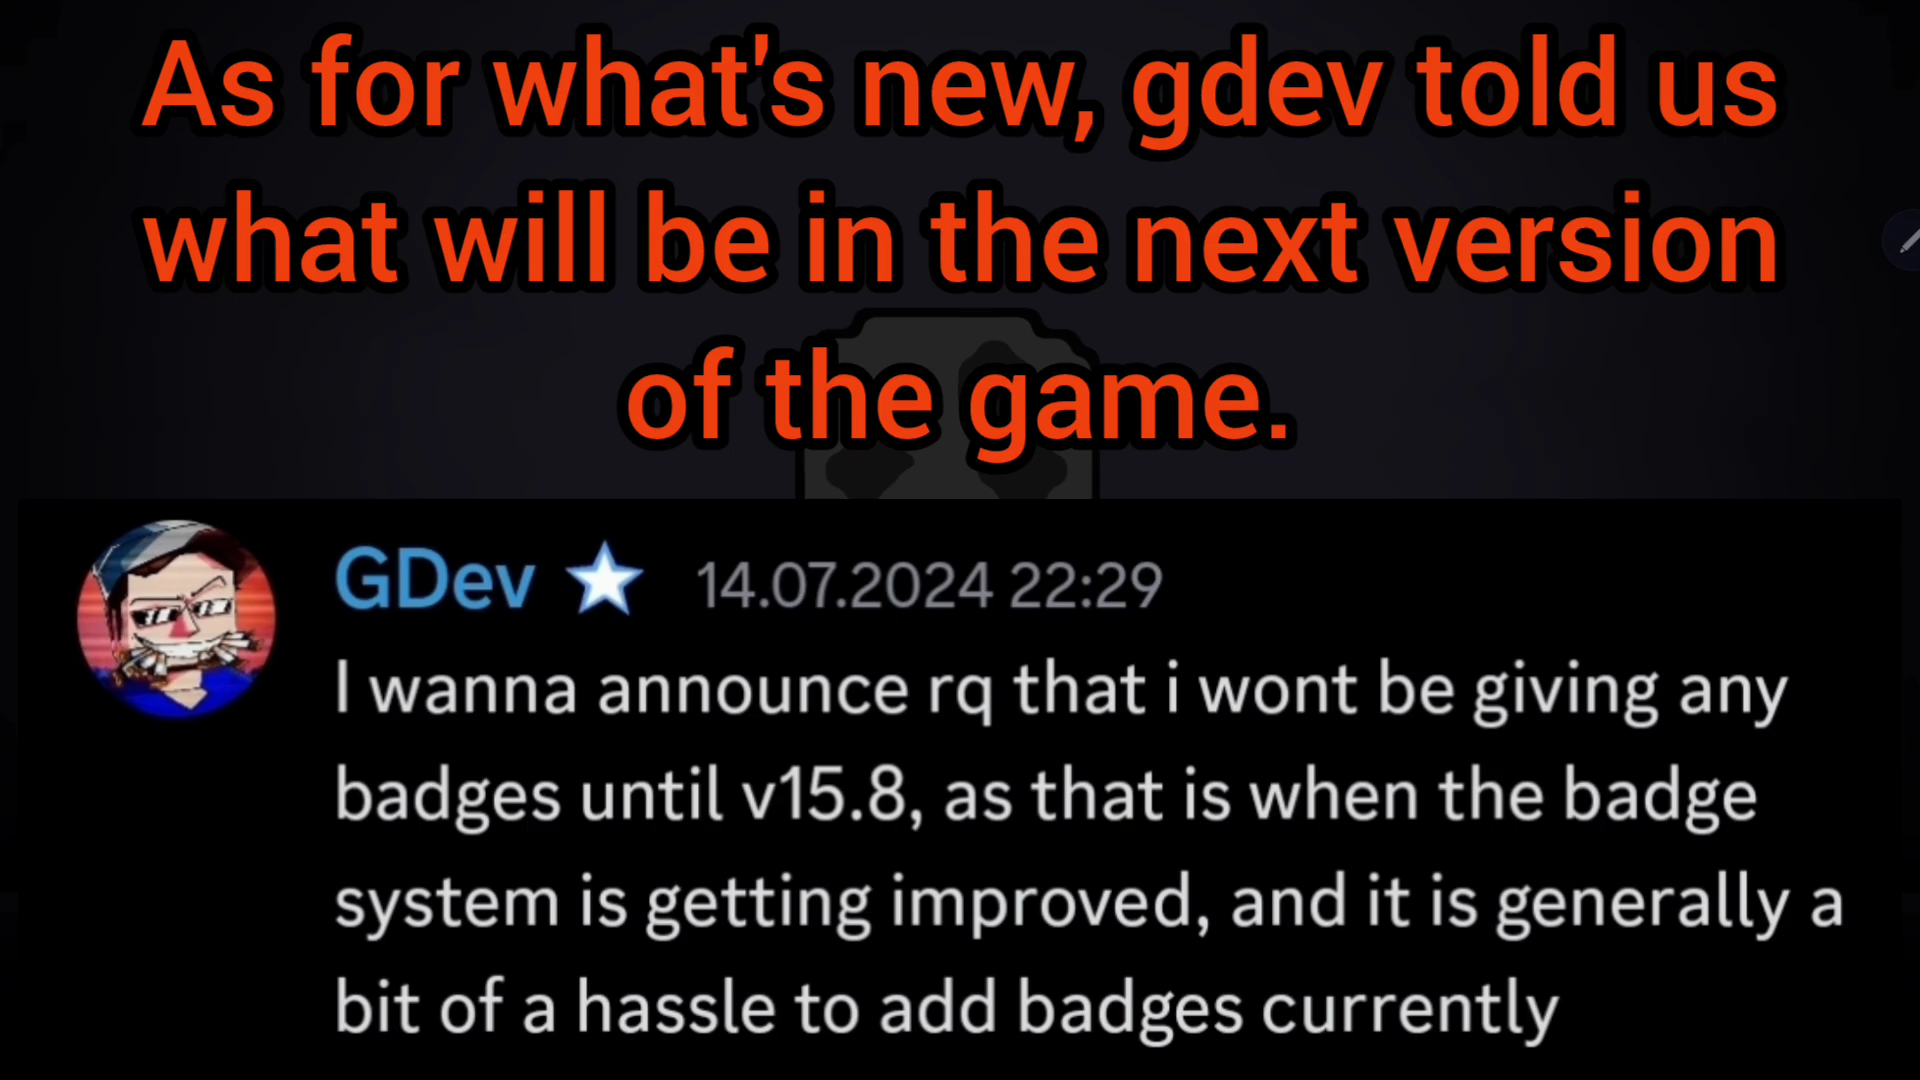 As for what's new, gdev told us
what will be in the next version
of the game.
GDev 14.07.2024 22:29
I wanna announce rq that i wont be giving any
badges until v15.8, as that is when the badge
system is getting improved, and it is generally a
bit of a hassle to add badges currently